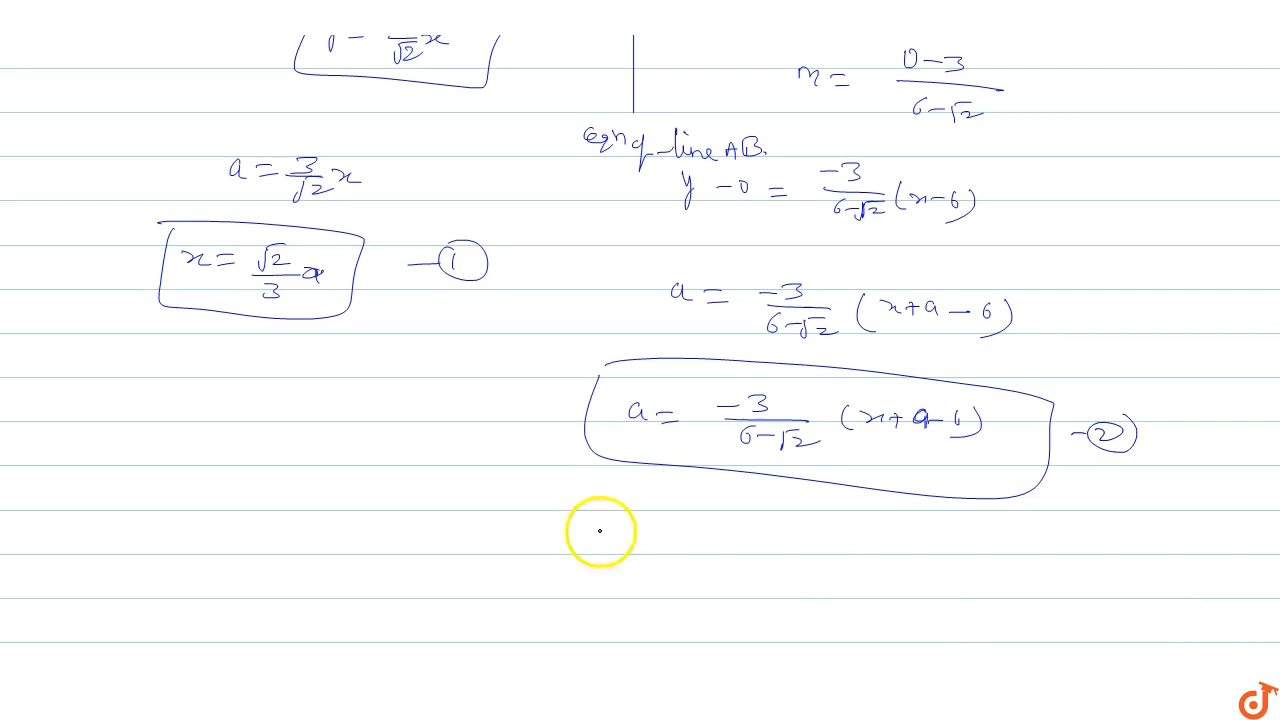 /√2 x
m = (0-3)/(6-√2)
Eqn of line AB.
a = 3/√2 x
y - 0 = -3/(6-√2) (x-6)
x = √2/3 a - ①
a = -3/(6-√2) (x+a-6)
a = -3/(6-√2) (x+a-6) - ②